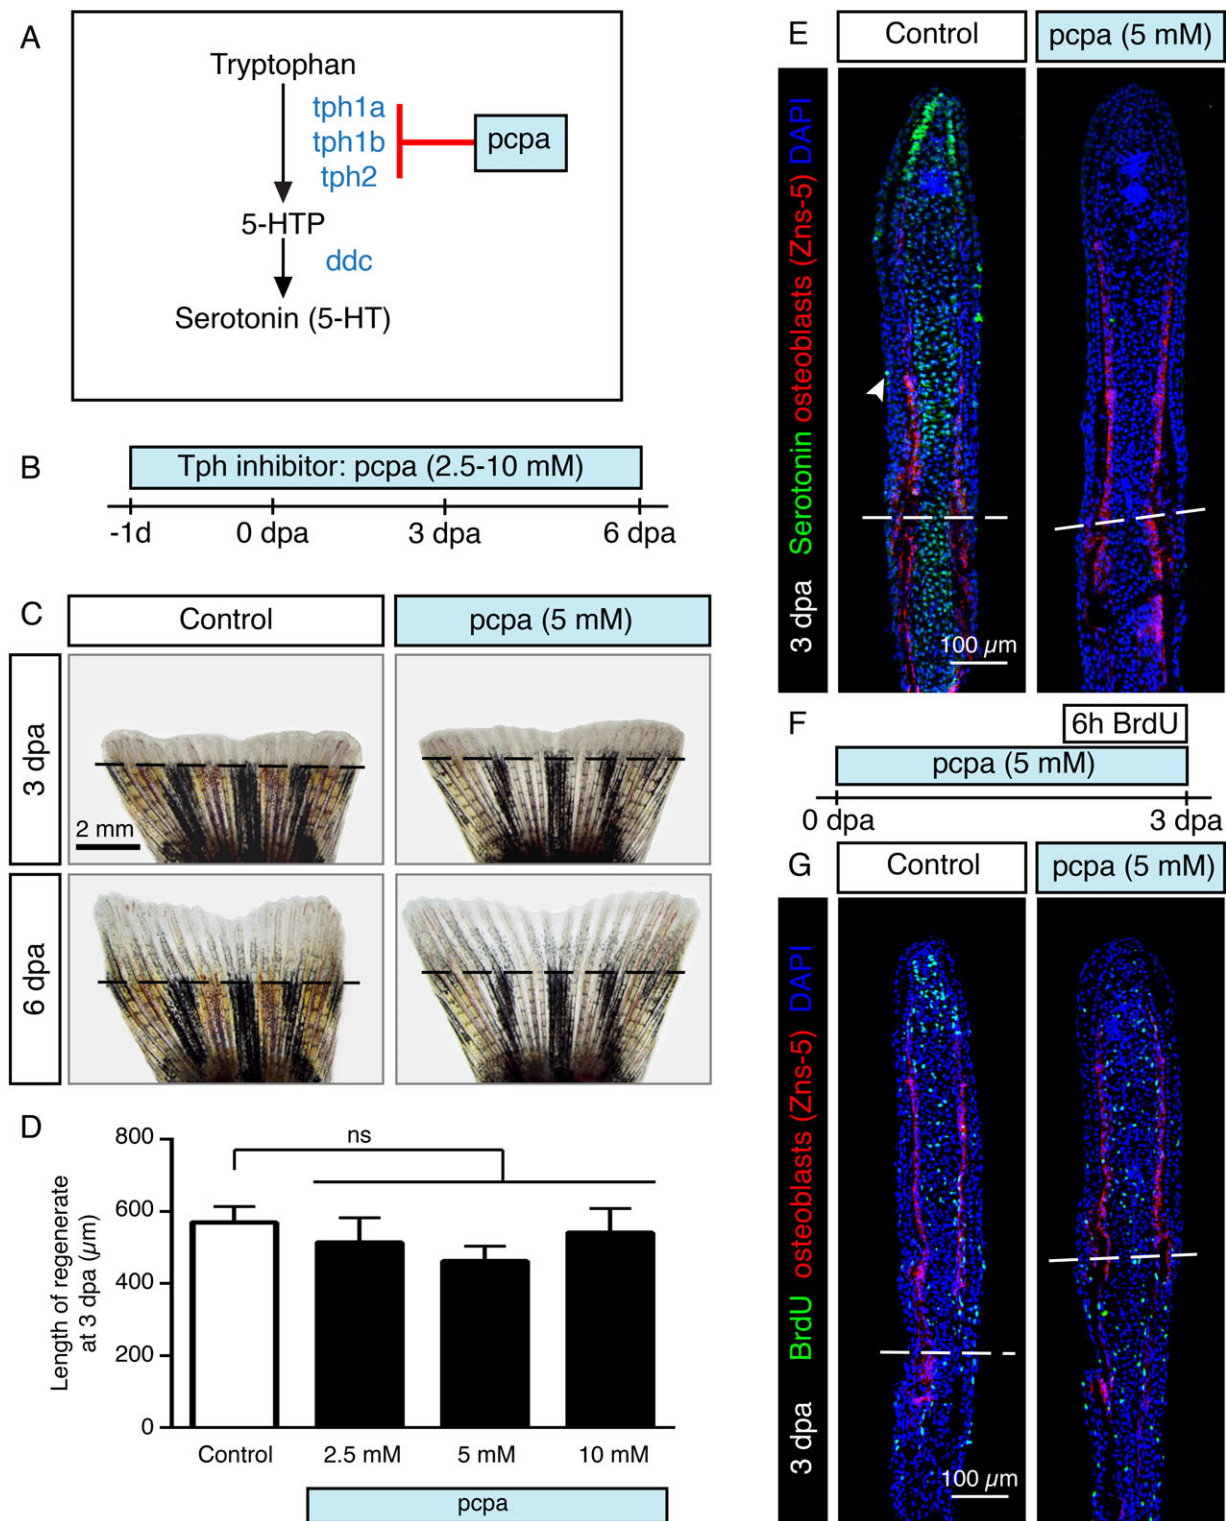 A
Tryptophan
tph1a
tph1b
tph2
pcpa
5-HTP
ddc
Serotonin (5-HT)
B
Tph inhibitor: pcpa (2.5-10 mM)
-1d 0 dpa 3 dpa 6 dpa
C
Control pcpa (5 mM)
3 dpa
2 mm
6 dpa
D
Length of regenerate
at 3 dpa (µm)
800
600
400
200
0
ns
Control 2.5 mM 5 mM 10 mM
pcpa
E
Control pcpa (5 mM)
3 dpa Serotonin osteoblasts (Zns-5) DAPI
100 µm
F
6h BrdU
pcpa (5 mM)
0 dpa 3 dpa
G
Control pcpa (5 mM)
3 dpa BrdU osteoblasts (Zns-5) DAPI
100 µm